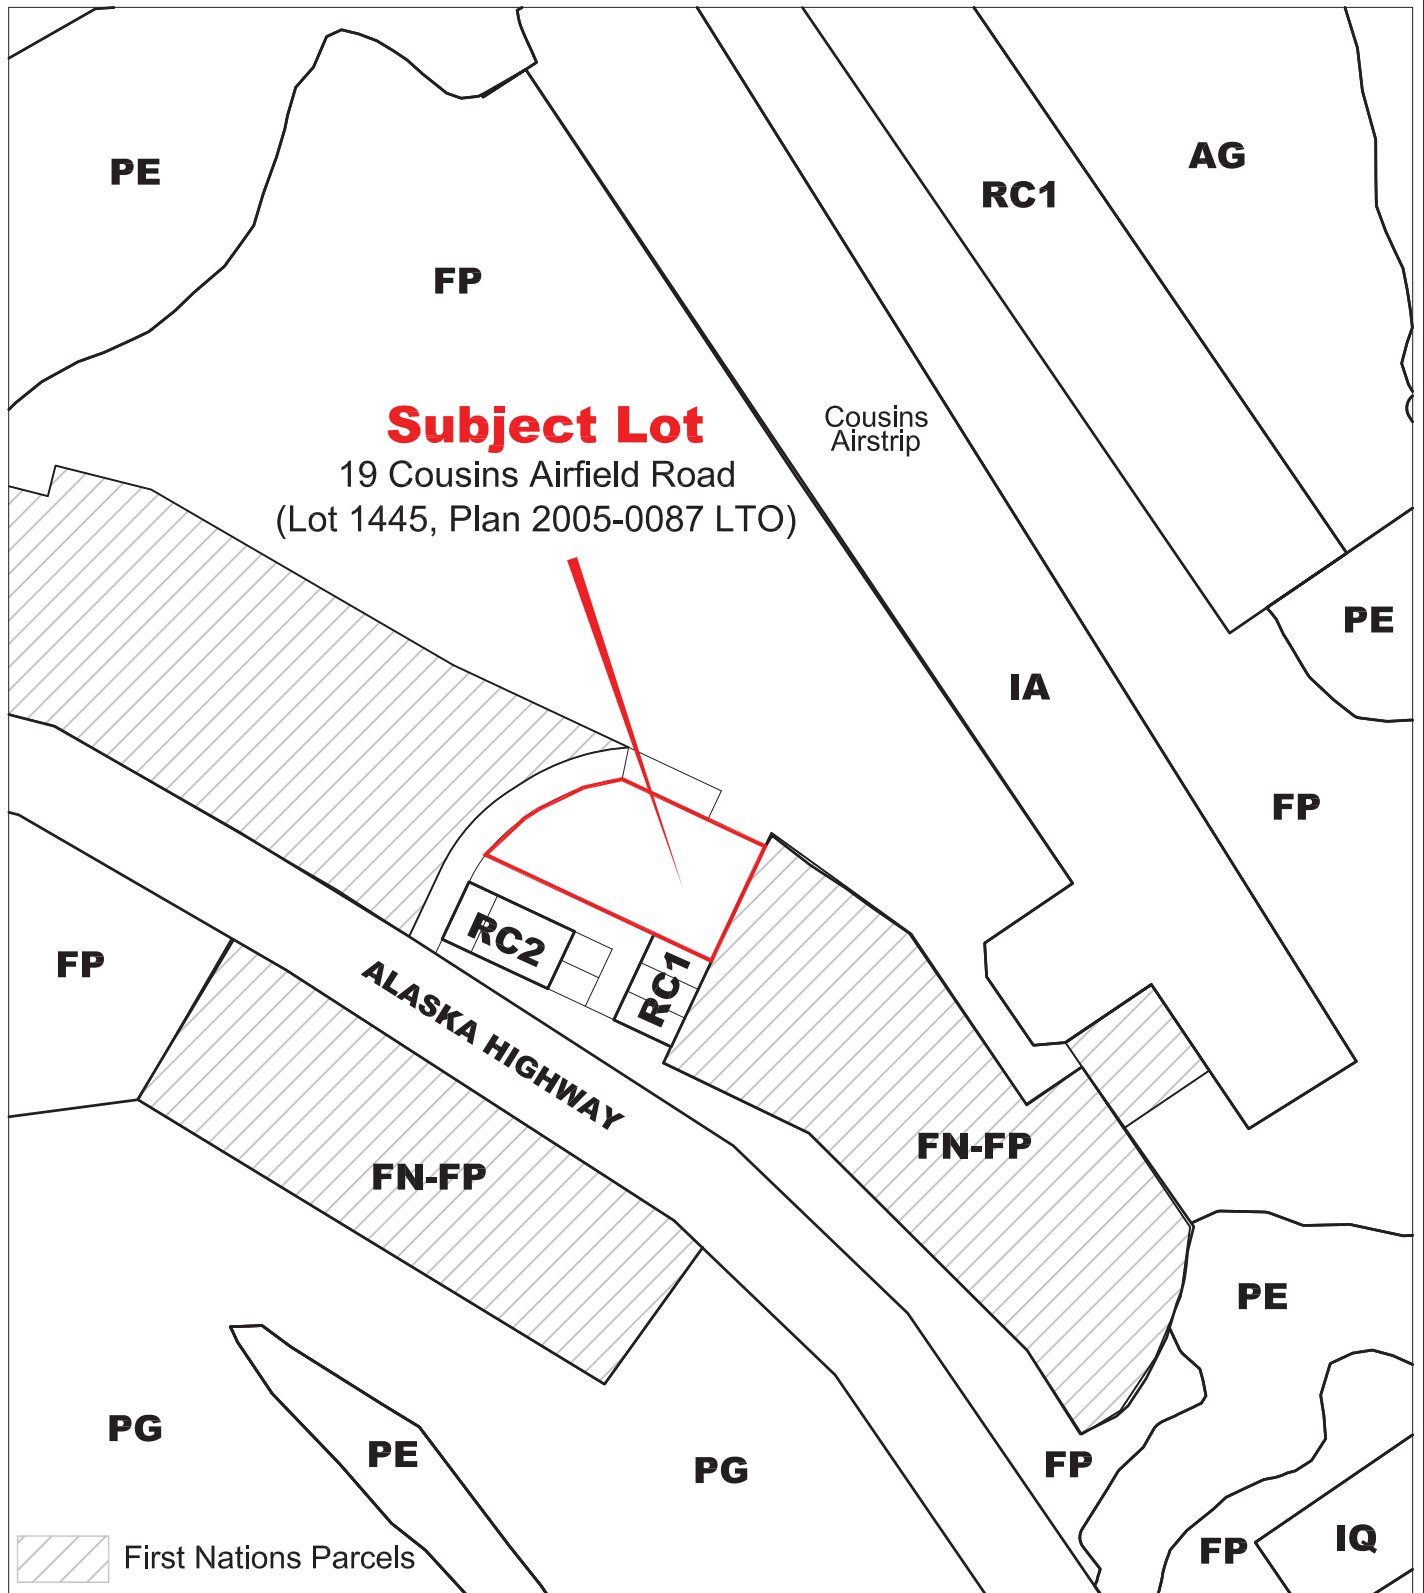 AG
PE
RC1
FP
Subject Lot
19 Cousins Airfield Road
(Lot 1445, Plan 2005-0087 LTO)
Cousins
Airstrip
PE
IA
FP
RC2
RC1
FP
ALASKA HIGHWAY
FN-FP
FN-FP
PE
PG
PE
PG
FP
FP
IQ
First Nations Parcels